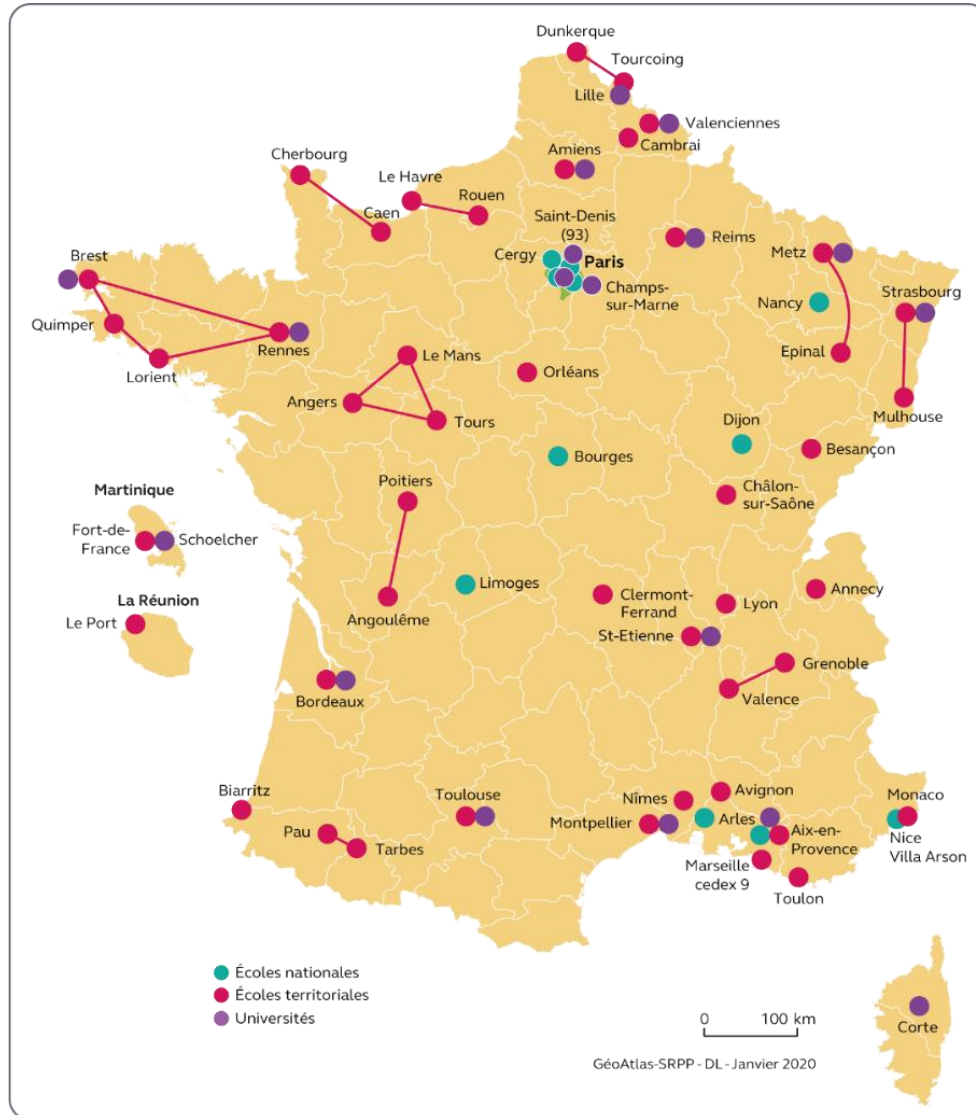 Dunkerque
Tourcoing
Lille
Valenciennes
Cambrai
Amiens
Cherbourg
Le Havre
Rouen
Caen
Saint-Denis
(93)
Cergy
Paris
Champs-
sur-Marne
Reims
Metz
Nancy
Strasbourg
Epinal
Mulhouse
Brest
Quimper
Lorient
Rennes
Le Mans
Angers
Tours
Orléans
Bourges
Dijon
Besançon
Châlon-
sur-Saône
Poitiers
Angoulême
Limoges
Martinique
Fort-de-
France
Schoelcher
La Réunion
Le Port
Clermont-
Ferrand
Lyon
Annecy
St-Etienne
Grenoble
Valence
Bordeaux
Biarritz
Pau
Tarbes
Toulouse
Nîmes
Montpellier
Avignon
Arles
Aix-en-
Provence
Marseille
cedex 9
Toulon
Monaco
Nice
Villa Arson
Écoles nationales
Écoles territoriales
Universités
0 100 km
GéoAtlas-SRPP - DL - Janvier 2020
Corte